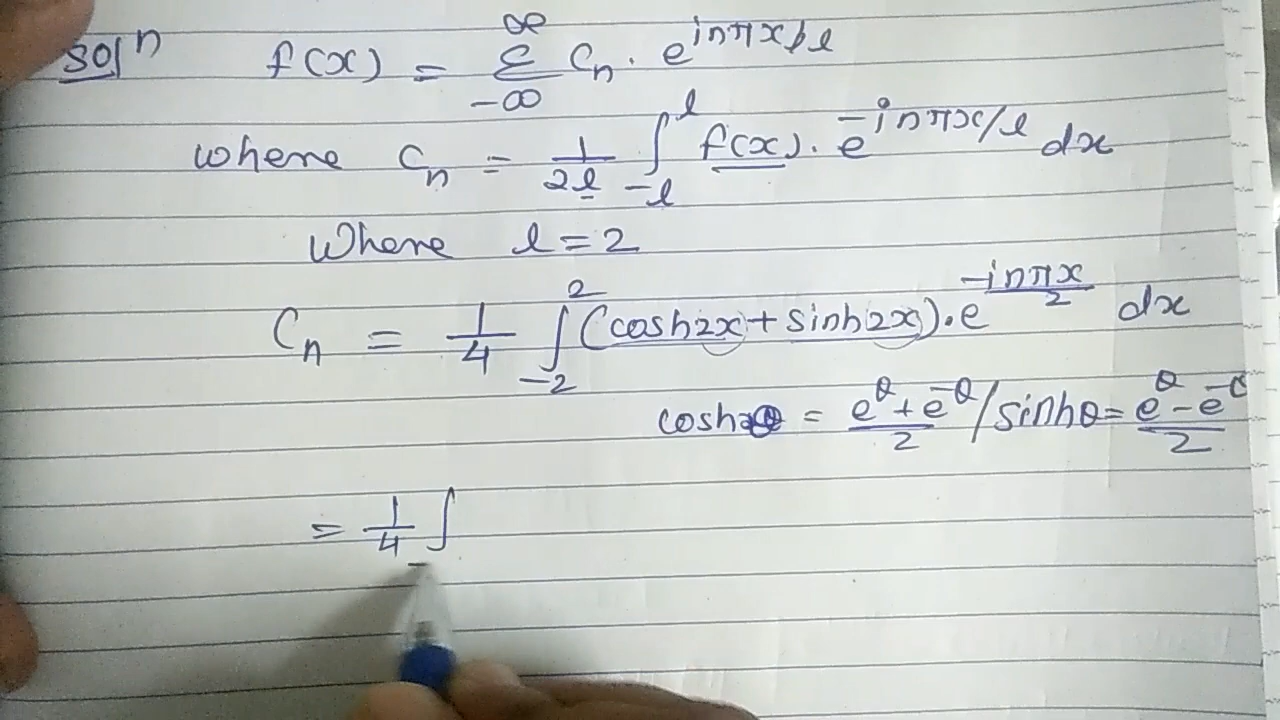 Solⁿ f(x) = Σ_{-∞}^{∞} Cn . e^{inπx/l}
where Cn = 1/2l ∫_{-l}^{l} f(x) . e^{-inπx/l} dx
Where l = 2
Cn = 1/4 ∫_{-2}^{2} (cosh2x + sinh2x) . e^{-inπx/2} dx
coshθ = (e^θ + e^{-θ})/2 / sinhθ = (e^θ - e^{-θ})/2
= 1/4 ∫_{-}